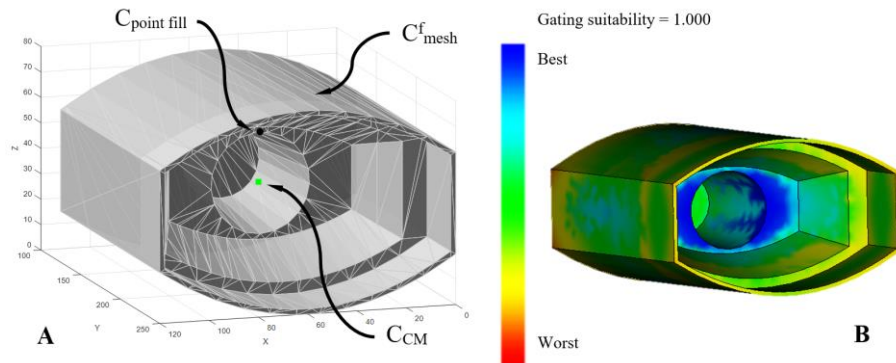 C_point fill
C^f_mesh
80
70
60
50
40
30
20
10
0
Z
100
150
200
250
Y
120
100
80
60
40
20
0
X
C_CM
A
Gating suitability = 1.000
Best
Worst
B